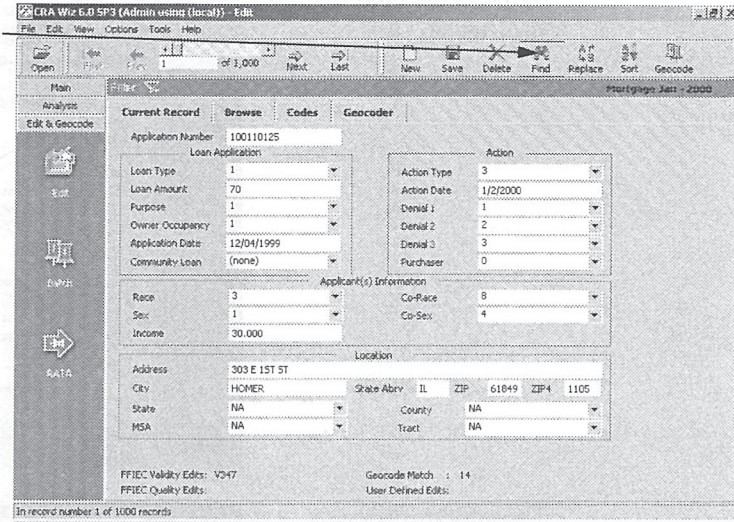 CRA Wiz 6.0 SP3 (Admin using (local)) - Edit
File Edit View Options Tools Help
1 of 1,000
Open First Prev Next Last New Save Delete Find Replace Sort Geocode
Main
Analysis
Edit & Geocode
Edit
Batch
RATA
Filter
Mortgage Jan - 2000
Current Record Browse Codes Geocoder
Application Number 100110125
Loan Application
Loan Type 1
Loan Amount 70
Purpose 1
Owner Occupancy 1
Application Date 12/04/1999
Community Loan (none)
Action
Action Type 3
Action Date 1/2/2000
Denial 1 1
Denial 2 2
Denial 3 3
Purchaser 0
Applicant(s) Information
Race 3 Co-Race 8
Sex 1 Co-Sex 4
Income 30.000
Location
Address 303 E 1ST ST
City HOMER State Abrv IL ZIP 61849 ZIP4 1105
State NA County NA
MSA NA Tract NA
FFIEC Validity Edits: V347 Geocode Match : 14
FFIEC Quality Edits: User Defined Edits:
In record number 1 of 1000 records